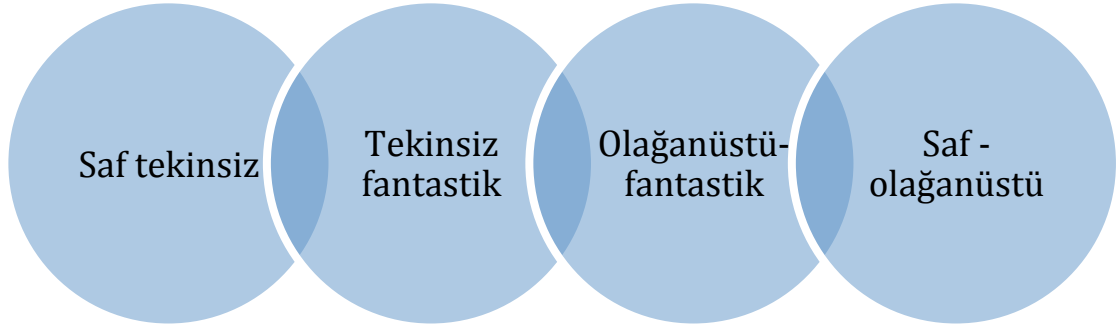 Saf tekinsiz
Tekinsiz
fantastik
Olağanüstü-
fantastik
Saf -
olağanüstü